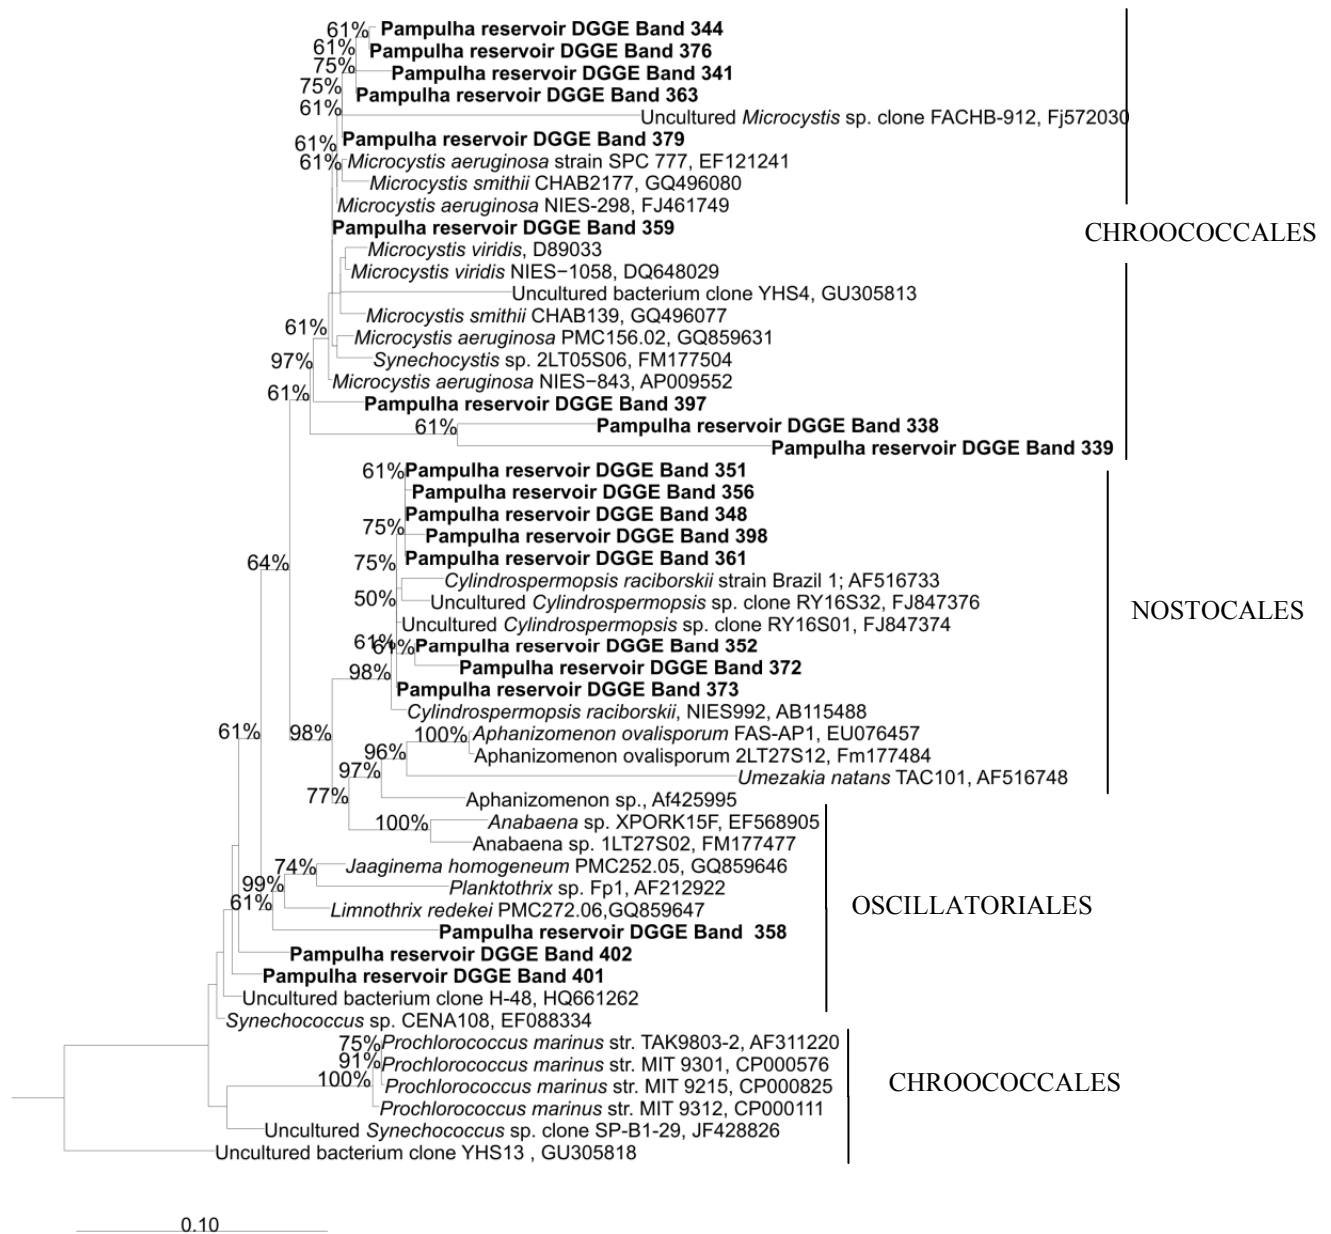 61% Pampulha reservoir DGGE Band 344
61% Pampulha reservoir DGGE Band 376
75% Pampulha reservoir DGGE Band 341
75% Pampulha reservoir DGGE Band 363
61% Uncultured Microcystis sp. clone FACHB-912, Fj572030
61% Pampulha reservoir DGGE Band 379
61% Microcystis aeruginosa strain SPC 777, EF121241
Microcystis smithii CHAB2177, GQ496080
Microcystis aeruginosa NIES-298, FJ461749
Pampulha reservoir DGGE Band 359
CHROOCOCCALES
Microcystis viridis, D89033
Microcystis viridis NIES−1058, DQ648029
Uncultured bacterium clone YHS4, GU305813
Microcystis smithii CHAB139, GQ496077
61% Microcystis aeruginosa PMC156.02, GQ859631
97% Synechocystis sp. 2LT05S06, FM177504
Microcystis aeruginosa NIES−843, AP009552
61% Pampulha reservoir DGGE Band 397
61% Pampulha reservoir DGGE Band 338
Pampulha reservoir DGGE Band 339
61% Pampulha reservoir DGGE Band 351
Pampulha reservoir DGGE Band 356
Pampulha reservoir DGGE Band 348
75% Pampulha reservoir DGGE Band 398
64% 75% Pampulha reservoir DGGE Band 361
Cylindrospermopsis raciborskii strain Brazil 1; AF516733
50% Uncultured Cylindrospermopsis sp. clone RY16S32, FJ847376
NOSTOCALES
Uncultured Cylindrospermopsis sp. clone RY16S01, FJ847374
61% 61% Pampulha reservoir DGGE Band 352
98% Pampulha reservoir DGGE Band 372
Pampulha reservoir DGGE Band 373
Cylindrospermopsis raciborskii, NIES992, AB115488
61% 98% 100% Aphanizomenon ovalisporum FAS-AP1, EU076457
96% Aphanizomenon ovalisporum 2LT27S12, Fm177484
97% Umezakia natans TAC101, AF516748
77% Aphanizomenon sp., Af425995
100% Anabaena sp. XPORK15F, EF568905
Anabaena sp. 1LT27S02, FM177477
74% Jaaginema homogeneum PMC252.05, GQ859646
99% Planktothrix sp. Fp1, AF212922
61% Limnothrix redekei PMC272.06,GQ859647
OSCILLATORIALES
Pampulha reservoir DGGE Band 358
Pampulha reservoir DGGE Band 402
Pampulha reservoir DGGE Band 401
Uncultured bacterium clone H-48, HQ661262
Synechococcus sp. CENA108, EF088334
75% Prochlorococcus marinus str. TAK9803-2, AF311220
91% Prochlorococcus marinus str. MIT 9301, CP000576
100% Prochlorococcus marinus str. MIT 9215, CP000825
CHROOCOCCALES
Prochlorococcus marinus str. MIT 9312, CP000111
Uncultured Synechococcus sp. clone SP-B1-29, JF428826
Uncultured bacterium clone YHS13 , GU305818
0.10